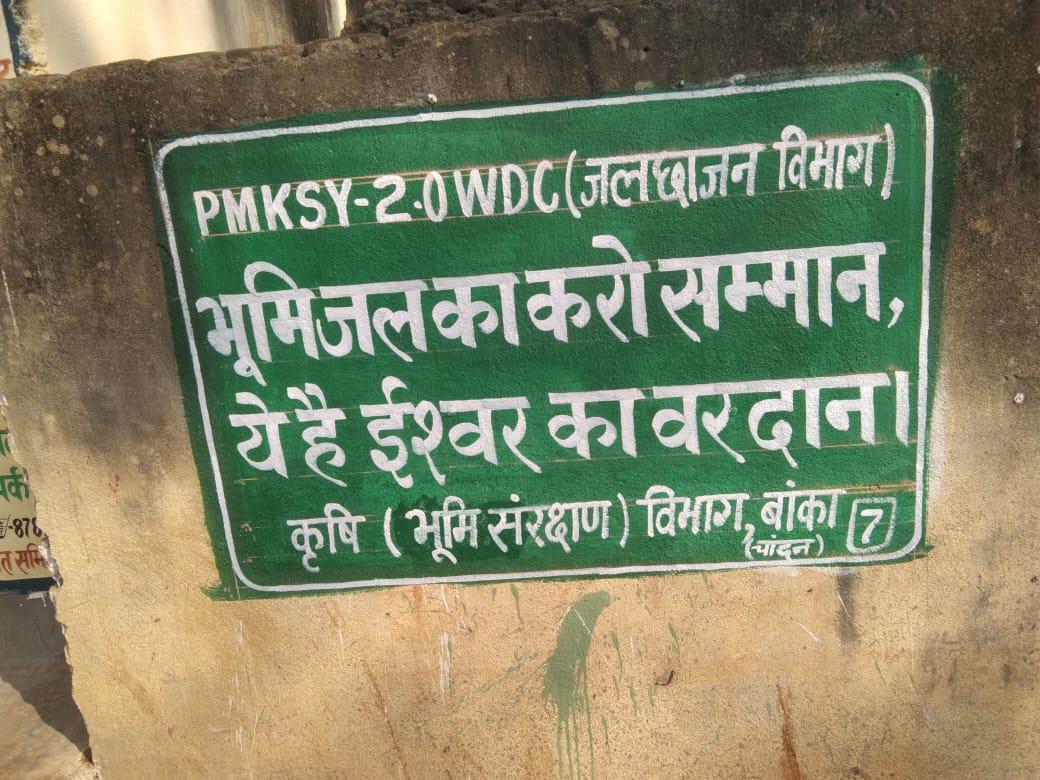 PMKSY-2.0 WDC (जलछाजन विभाग)
भूमि जल का करो सम्मान,
ये है ईश्वर का वरदान।
कृषि (भूमि संरक्षण) विभाग, बांका 7
(चांदन)